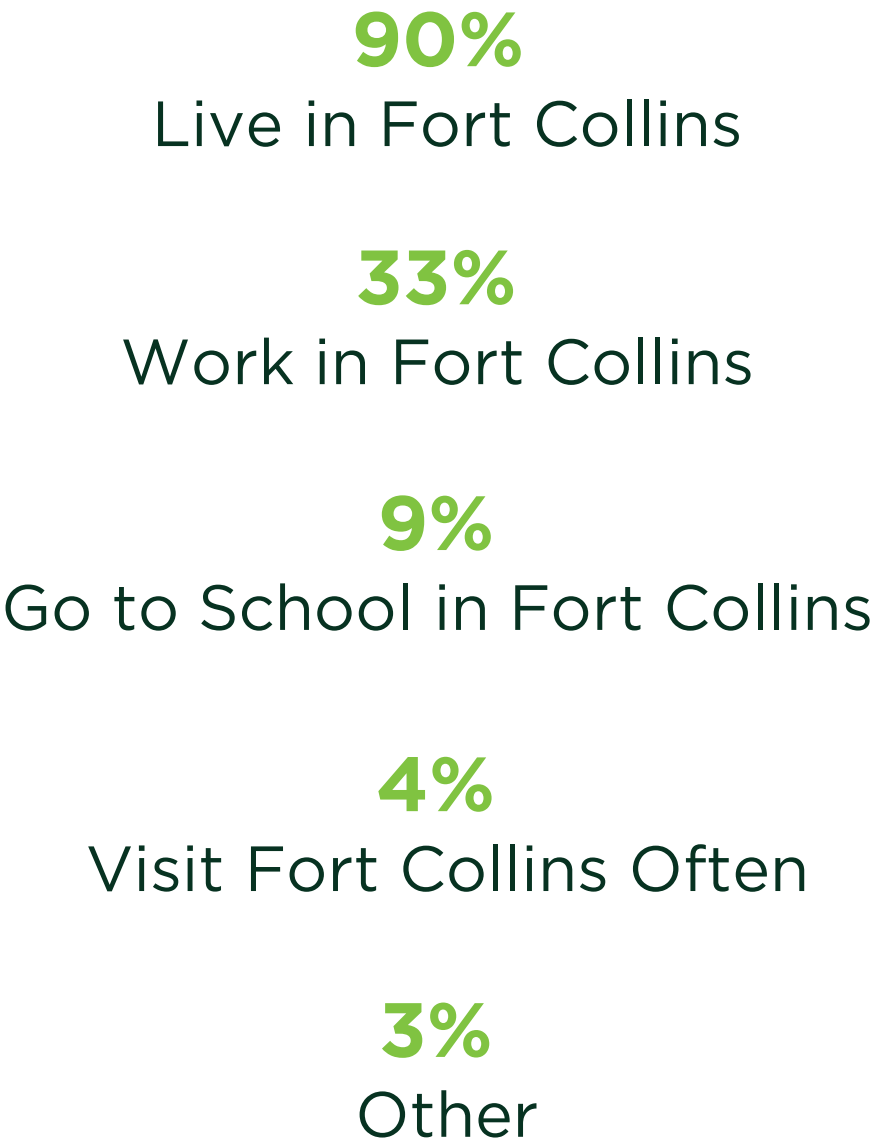 90%
Live in Fort Collins
33%
Work in Fort Collins
9%
Go to School in Fort Collins
4%
Visit Fort Collins Often
3%
Other